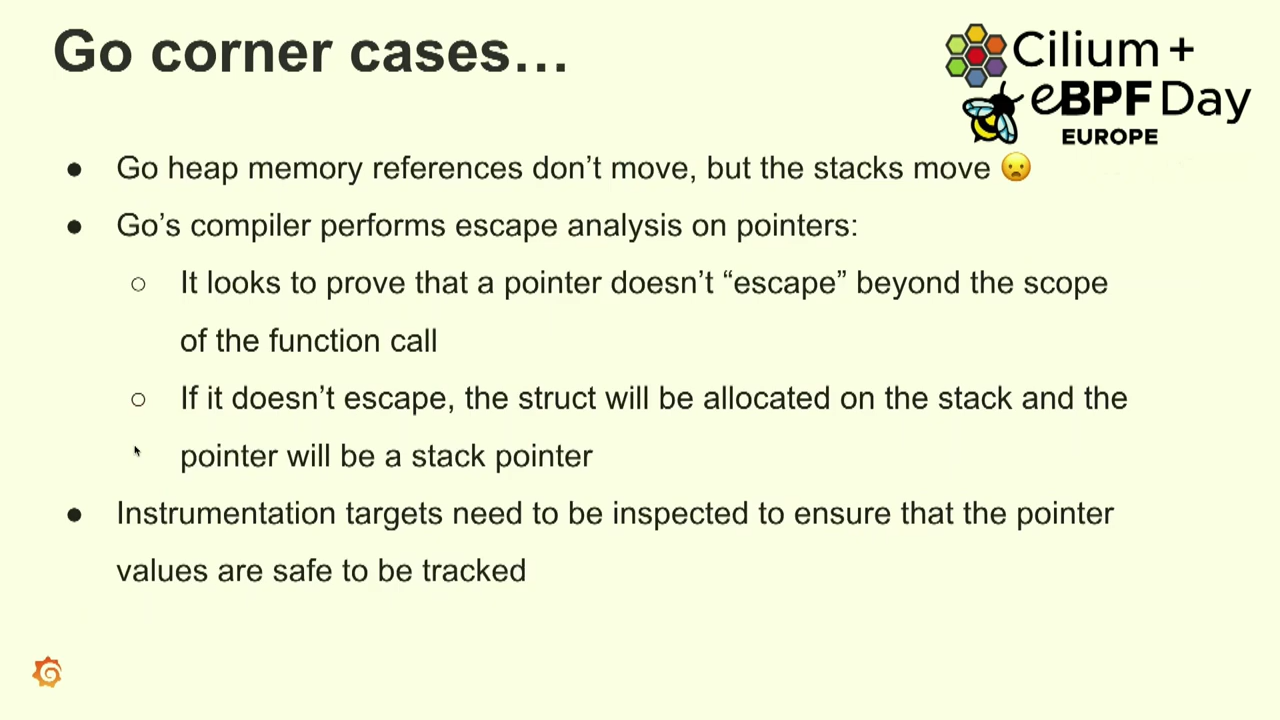 Go corner cases…
Cilium +
eBPF Day
EUROPE
● Go heap memory references don’t move, but the stacks move 😦
● Go’s compiler performs escape analysis on pointers:
○ It looks to prove that a pointer doesn’t “escape” beyond the scope
of the function call
○ If it doesn’t escape, the struct will be allocated on the stack and the
pointer will be a stack pointer
● Instrumentation targets need to be inspected to ensure that the pointer
values are safe to be tracked